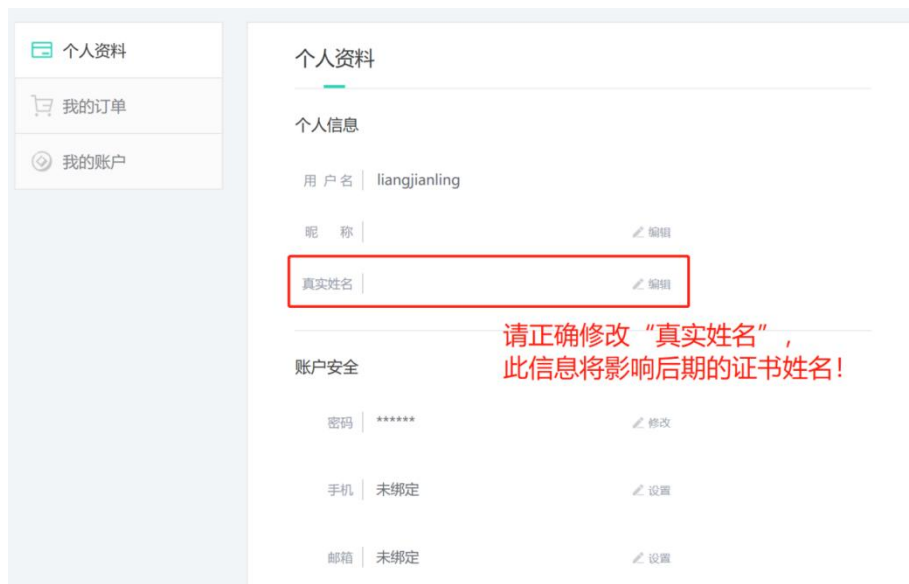 个人资料
我的订单
我的账户
个人资料
个人信息
用户名 liangjianling
昵 称 编辑
真实姓名 编辑
请正确修改“真实姓名”,
此信息将影响后期的证书姓名!
账户安全
密码 ****** 修改
手机 未绑定 设置
邮箱 未绑定 设置